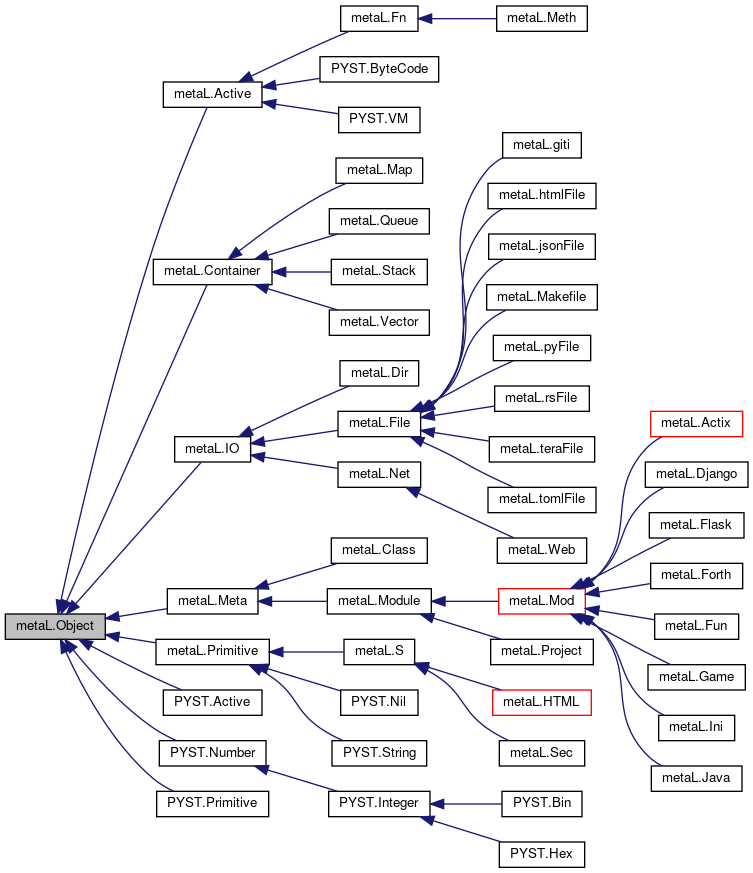 metaL.Fn
metaL.Meth
PYST.ByteCode
metaL.Active
PYST.VM
metaL.giti
metaL.Map
metaL.htmlFile
metaL.Queue
metaL.jsonFile
metaL.Container
metaL.Stack
metaL.Makefile
metaL.Vector
metaL.pyFile
metaL.Dir
metaL.rsFile
metaL.File
metaL.Actix
metaL.IO
metaL.teraFile
metaL.Net
metaL.Django
metaL.tomlFile
metaL.Flask
metaL.Class
metaL.Web
metaL.Forth
metaL.Meta
metaL.Module
metaL.Mod
metaL.Object
metaL.Fun
metaL.Primitive
metaL.S
metaL.Project
metaL.Game
PYST.Active
PYST.Nil
metaL.HTML
metaL.Ini
PYST.Number
PYST.String
metaL.Sec
metaL.Java
PYST.Primitive
PYST.Integer
PYST.Bin
PYST.Hex